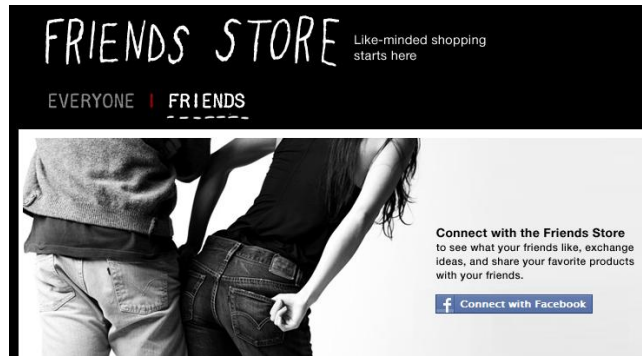 FRIENDS STORE
Like-minded shopping
starts here
EVERYONE | FRIENDS
Connect with the Friends Store
to see what your friends like, exchange
ideas, and share your favorite products
with your friends.
f Connect with Facebook